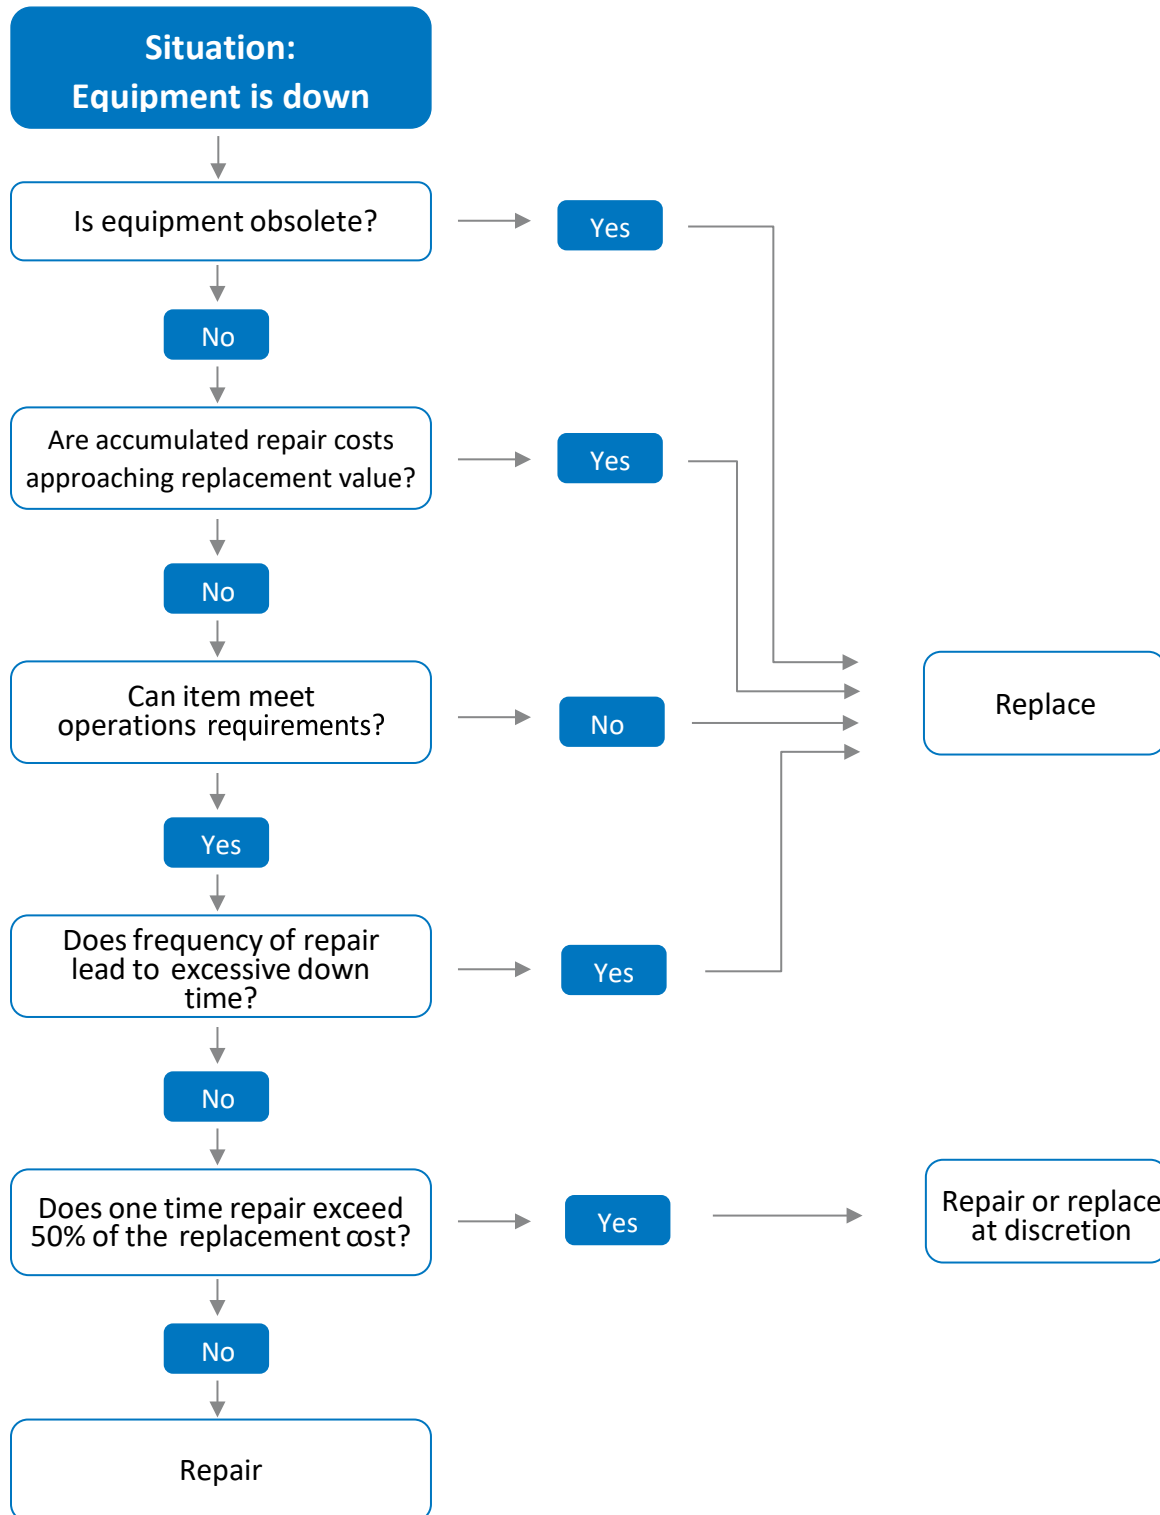 Situation:
Equipment is down
Is equipment obsolete?
Yes
No
Are accumulated repair costs
approaching replacement value?
Yes
No
Can item meet
operations requirements?
No
Replace
Yes
Does frequency of repair
lead to excessive down
time?
Yes
No
Does one time repair exceed
50% of the replacement cost?
Yes
Repair or replace
at discretion
No
Repair